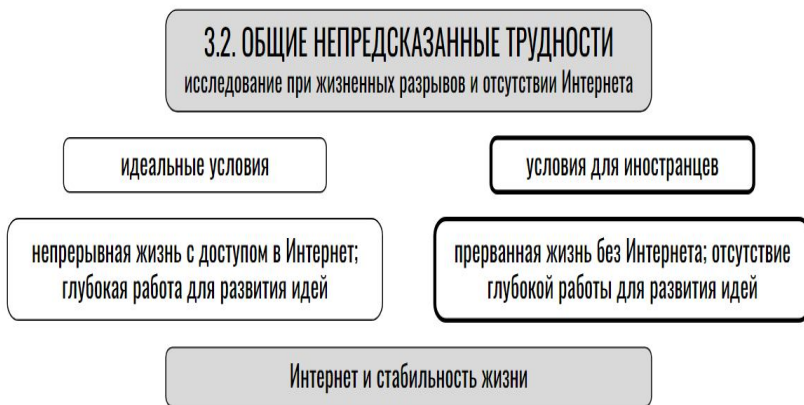 3.2. ОБЩИЕ НЕПРЕДСКАЗАННЫЕ ТРУДНОСТИ
исследование при жизненных разрывов и отсутствии Интернета
идеальные условия
условия для иностранцев
непрерывная жизнь с доступом в Интернет;
глубокая работа для развития идей
прерванная жизнь без Интернета; отсутствие
глубокой работы для развития идей
Интернет и стабильность жизни